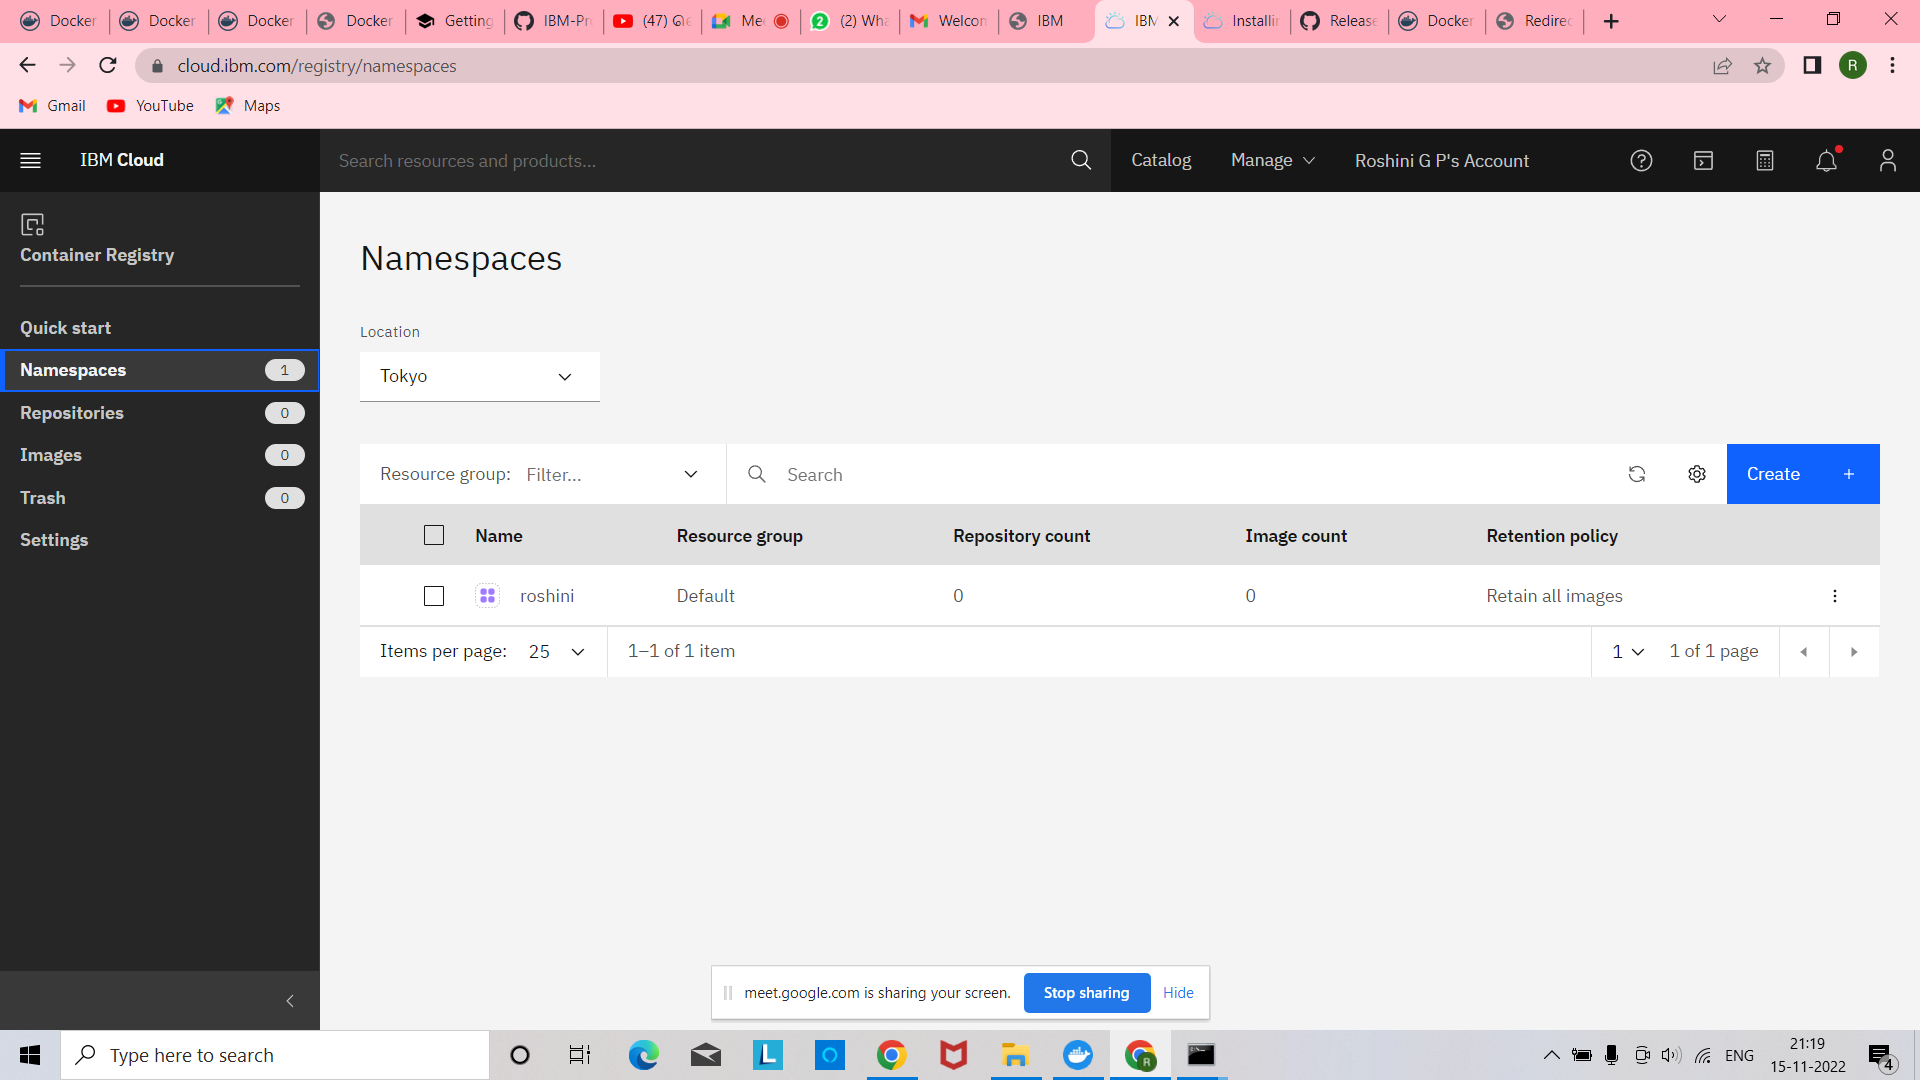 Docker
Docker
Docker
Docker
Getting
IBM-Pr
(47)
Mee
(2) Wha
Welcom
IBM
IBM
Installin
Release
Docker
Redirec
cloud.ibm.com/registry/namespaces
R
Gmail
YouTube
Maps
IBM Cloud
Search resources and products...
Catalog
Manage
Roshini G P's Account
Container Registry
Quick start
Namespaces 1
Repositories 0
Images 0
Trash 0
Settings
Namespaces
Location
Tokyo
Resource group: Filter...
Search
Create +
Name Resource group Repository count Image count Retention policy
roshini Default 0 0 Retain all images
Items per page: 25
1–1 of 1 item
1
1 of 1 page
meet.google.com is sharing your screen.
Stop sharing
Hide
Type here to search
ENG
21:19
15-11-2022
4